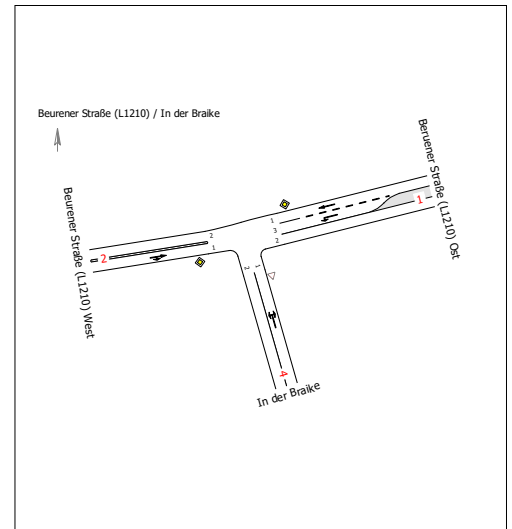 Beurener Straße (L1210) / In der Braike
Beruener Straße (L1210) Ost
1
1
3
2
Beurener Straße (L1210) West
2
2
1
2
1
4
In der Braike